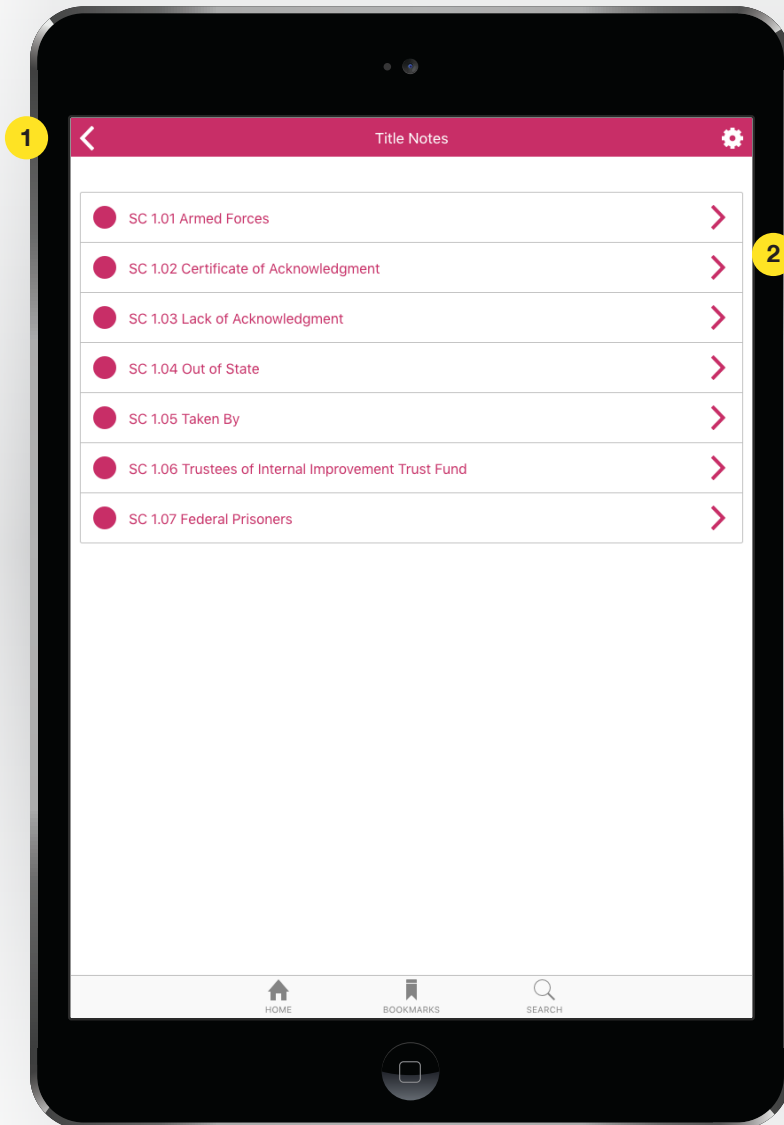 1
Title Notes
SC 1.01 Armed Forces
2
SC 1.02 Certificate of Acknowledgment
SC 1.03 Lack of Acknowledgment
SC 1.04 Out of State
SC 1.05 Taken By
SC 1.06 Trustees of Internal Improvement Trust Fund
SC 1.07 Federal Prisoners
HOME
BOOKMARKS
SEARCH